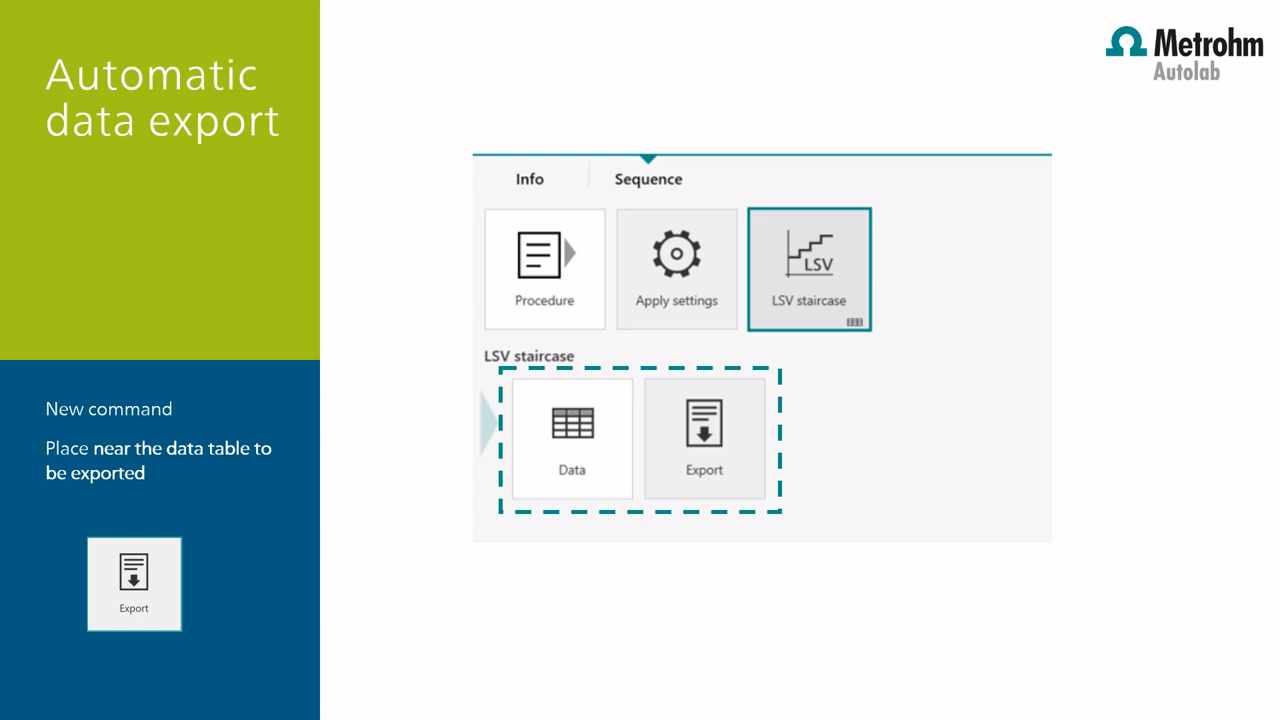 Automatic
data export
Metrohm
Autolab
Info
Sequence
Procedure
Apply settings
LSV
LSV staircase
LSV staircase
Data
Export
New command
Place near the data table to
be exported
Export